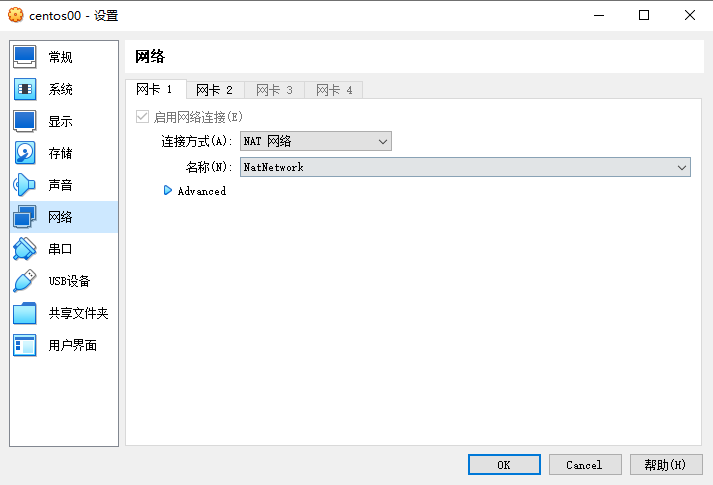 centos00 - 设置
常规
系统
显示
存储
声音
网络
串口
USB设备
共享文件夹
用户界面
网络
网卡 1
网卡 2
网卡 3
网卡 4
启用网络连接(E)
连接方式(A): NAT 网络
名称(N): NatNetwork
Advanced
OK
Cancel
帮助(H)